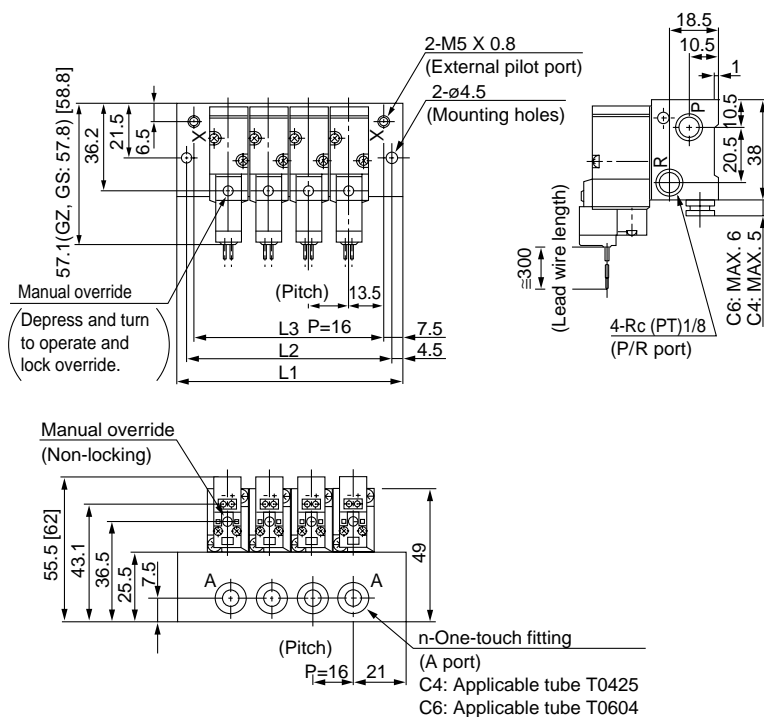 2-M5 X 0.8
(External pilot port)
2-ø4.5
(Mounting holes)
57.1(GZ, GS: 57.8) [58.8]
36.2
21.5
6.5
X
X
Manual override
(Depress and turn
to operate and
lock override.)
(Pitch)
13.5
P=16
L3
7.5
L2
4.5
L1
18.5
10.5
1
P
R
10.5
20.5
38
≅300
(Lead wire length)
C6: MAX. 6
C4: MAX. 5
4-Rc (PT)1/8
(P/R port)
Manual override
(Non-locking)
55.5 [62]
43.1
36.5
25.5
7.5
A
A
49
(Pitch)
P=16
21
n-One-touch fitting
(A port)
C4: Applicable tube T0425
C6: Applicable tube T0604